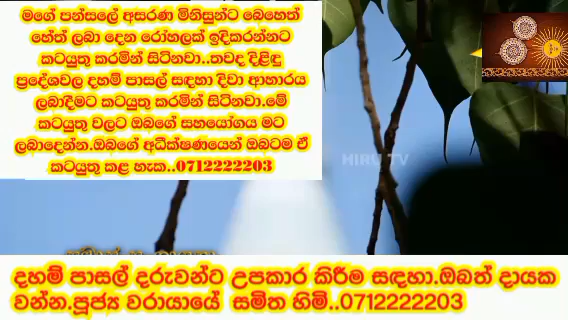 මගේ පන්සලේ අසරණ මිනිසුන්ට බෙහෙත්
හේත් ලබා දෙන රෝහලක් ඉදිකරන්නට
කටයුතු කරමින් සිටිනවා..තවද දිළිඳු
ප්‍රදේශවල දහම් පාසල් සඳහා දිවා ආහාරය
ලබාදීමට කටයුතු කරමින් සිටිනවා.මේ
කටයුතු වලට ඔබගේ සහයෝගය මට
ලබාදෙන්න.ඔබගේ අධීක්ෂණයෙන් ඔබටම ඒ
කටයුතු කළ හැක..0712222203
HIRU TV
දහම් පාසල් දරුවන්ට උපකාර කිරීම සඳහා.ඔබත් දායක
වන්න.පූජ්‍ය වරායායේ සමිත හිමි..0712222203